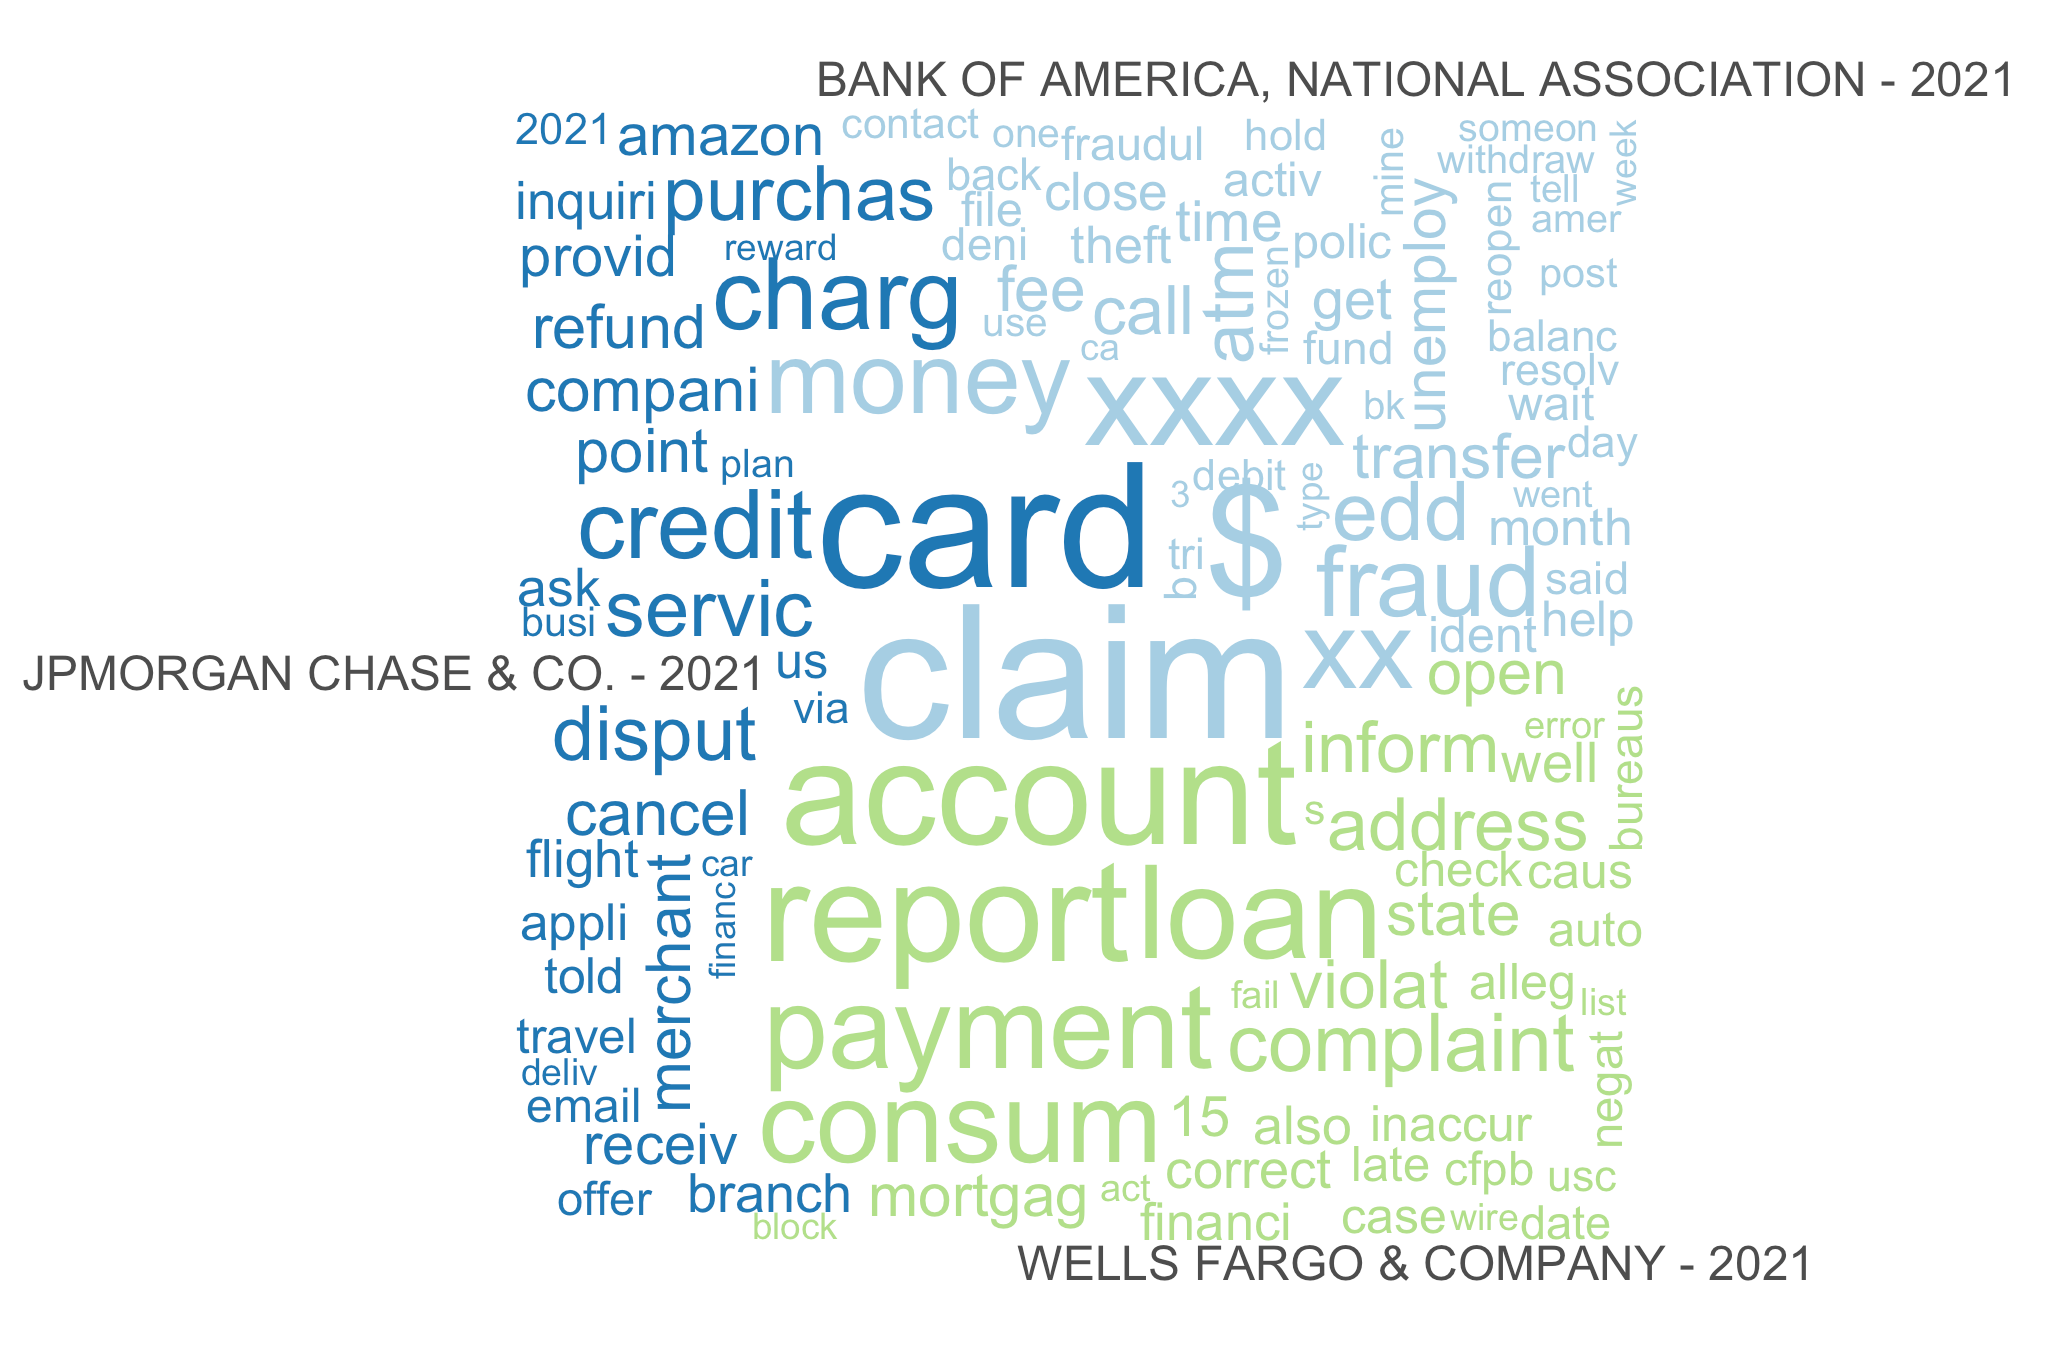 BANK OF AMERICA, NATIONAL ASSOCIATION - 2021
2021 amazon contact one fraudul hold mine someon week
inquiri purchas back close activ withdraw tell
file time unemploy reopen amer
provid reward deni theft atm polic
charg fee call frozen get post
refund use ca fund balanc
compani money xxxx bk resolv wait
point plan debit transfer day
credit card 3 $ type edd went month
ask tri b fraud said
busi servic claim xx ident help
JPMORGAN CHASE & CO. - 2021
us open
via
disput inform well error bureaus
cancel account s address
flight merchant car check caus
financ report loan state auto
appli
told fail violat alleg list
travel payment complaint negat
deliv
email consum 15 also inaccur
receiv correct late cfpb usc
offer branch mortgag act
block financi case wire date
WELLS FARGO & COMPANY - 2021